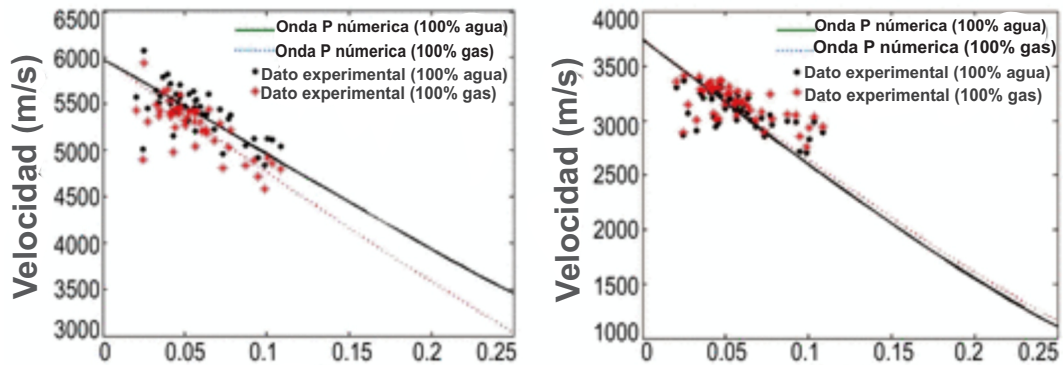 6500
6000
5500
5000
4500
4000
3500
3000
Velocidad (m/s)
Onda P númerica (100% agua)
Onda P númerica (100% gas)
Dato experimental (100% agua)
Dato experimental (100% gas)
0 0.05 0.1 0.15 0.2 0.25
4000
3500
3000
2500
2000
1500
1000
Velocidad (m/s)
Onda P númerica (100% agua)
Onda P númerica (100% gas)
Dato experimental (100% agua)
Dato experimental (100% gas)
0 0.05 0.1 0.15 0.2 0.25